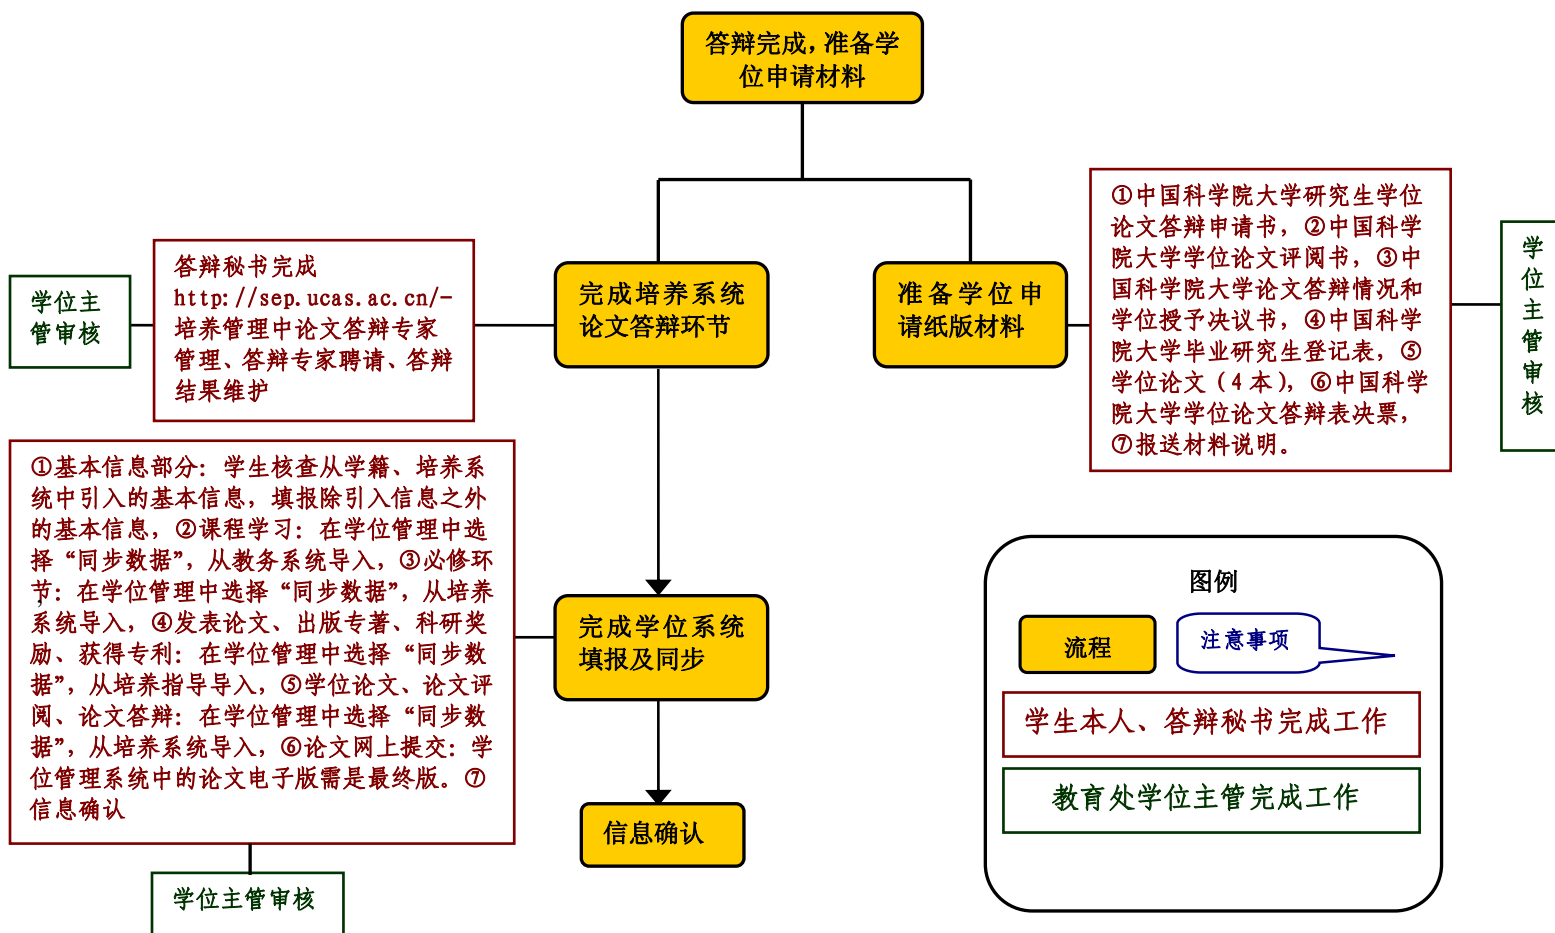 答辩完成，准备学
位申请材料
答辩秘书完成
http://sep.ucas.ac.cn/-
培养管理中论文答辩专家
管理、答辩专家聘请、答辩
结果维护
学位主
管审核
完成培养系统
论文答辩环节
准备学位申
请纸版材料
①中国科学院大学研究生学位
论文答辩申请书，②中国科学
院大学学位论文评阅书，③中
国科学院大学论文答辩情况和
学位授予决议书，④中国科学
院大学毕业研究生登记表，⑤
学位论文（4本），⑥中国科学
院大学学位论文答辩表决票，
⑦报送材料说明。
学
位
主
管
审
核
①基本信息部分：学生核查从学籍、培养系
统中引入的基本信息，填报除引入信息之外
的基本信息，②课程学习：在学位管理中选
择“同步数据”，从教务系统导入，③必修环
节：在学位管理中选择“同步数据”，从培养
系统导入，④发表论文、出版专著、科研奖
励、获得专利：在学位管理中选择“同步数
据”，从培养指导导入，⑤学位论文、论文评
阅、论文答辩：在学位管理中选择“同步数
据”，从培养系统导入，⑥论文网上提交：学
位管理系统中的论文电子版需是最终版。⑦
信息确认
完成学位系统
填报及同步
信息确认
学位主管审核
图例
流程
注意事项
学生本人、答辩秘书完成工作
教育处学位主管完成工作